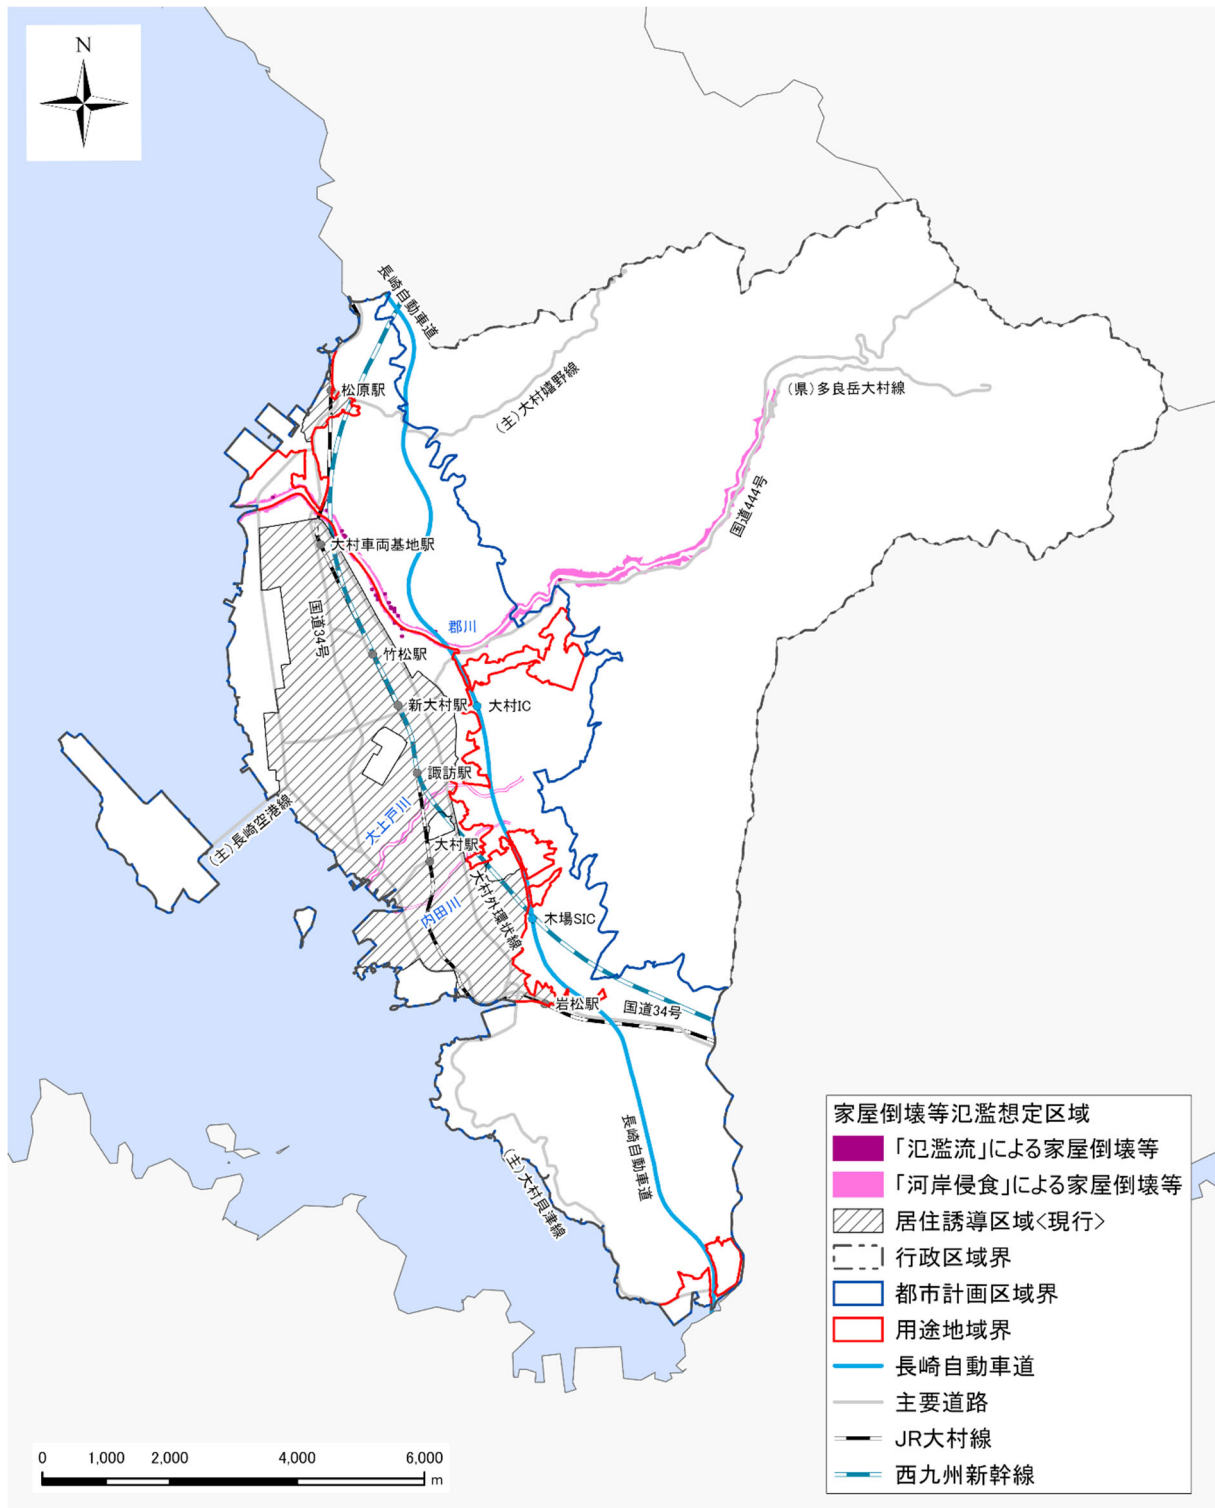 N
長崎自動車道
松原駅
(主)大村嬉野線
(県)多良岳大村線
国道444号
大村車両基地駅
国道34号
郡川
竹松駅
新大村駅
大村IC
諏訪駅
(主)長崎空港線
大上戸川
大村駅
大村外環状線
内田川
木場SIC
岩松駅
国道34号
長崎自動車道
(主)大村貝津線
家屋倒壊等氾濫想定区域
「氾濫流」による家屋倒壊等
「河岸侵食」による家屋倒壊等
居住誘導区域<現行>
行政区域界
都市計画区域界
用途地域界
長崎自動車道
主要道路
JR大村線
西九州新幹線
0 1,000 2,000 4,000 6,000
m